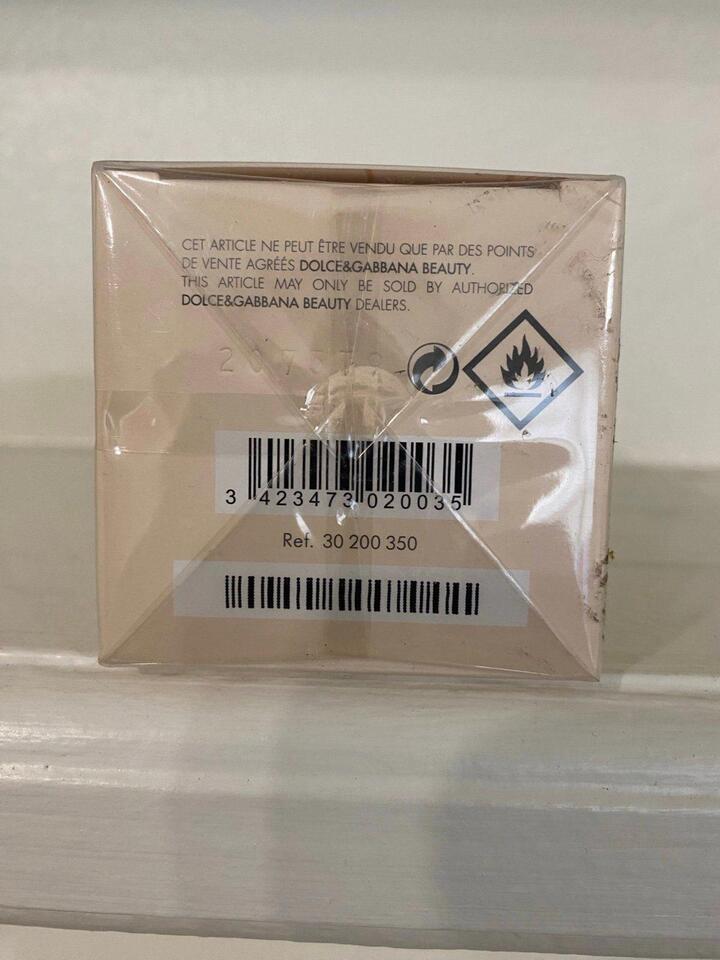 CET ARTICLE NE PEUT ÊTRE VENDU QUE PAR DES POINTS
DE VENTE AGRÉÉS DOLCE&GABBANA BEAUTY.
THIS ARTICLE MAY ONLY BE SOLD BY AUTHORIZED
DOLCE&GABBANA BEAUTY DEALERS.
3 423473 020035
Ref. 30 200 350